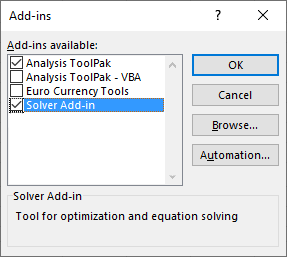 Add-ins
Add-ins available:
Analysis ToolPak
Analysis ToolPak - VBA
Euro Currency Tools
Solver Add-in
OK
Cancel
Browse...
Automation...
Solver Add-in
Tool for optimization and equation solving